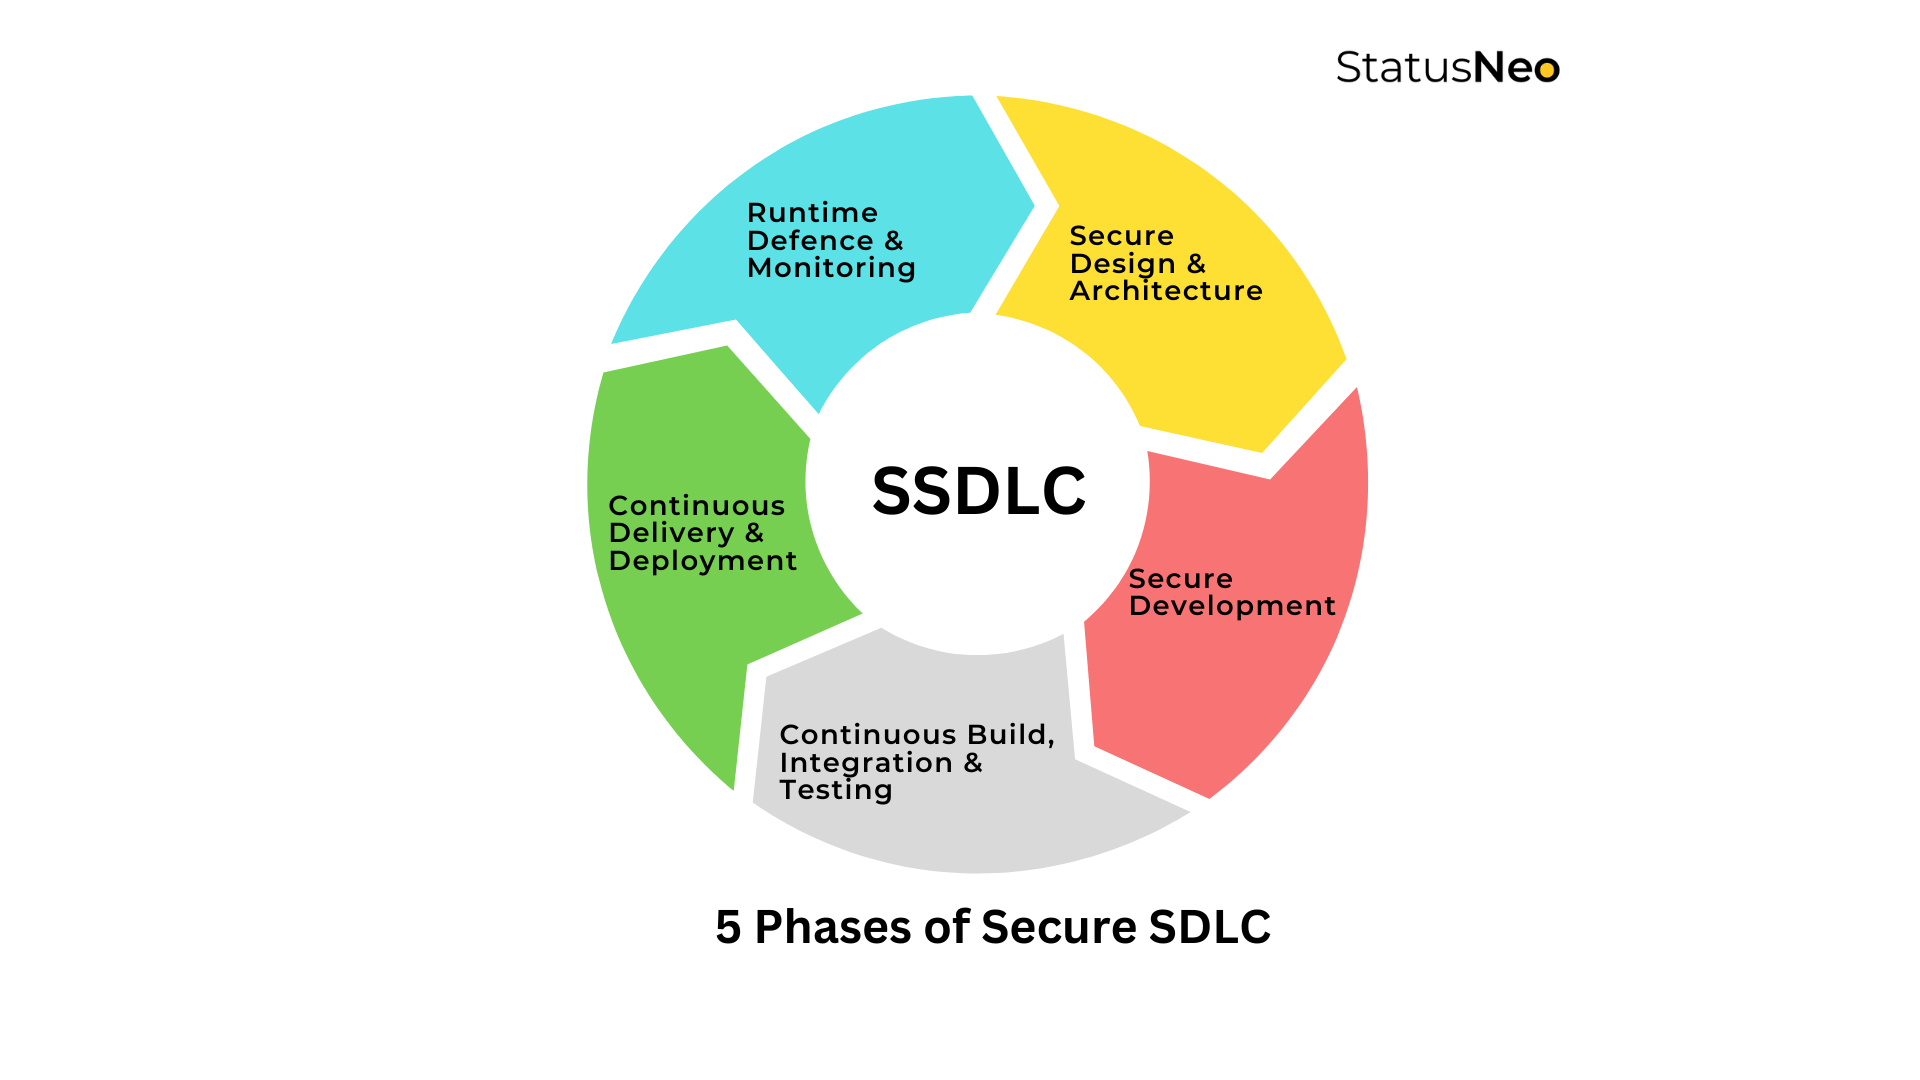 StatusNeo
Runtime
Defence &
Monitoring
Secure
Design &
Architecture
SSDLC
Continuous
Delivery &
Deployment
Secure
Development
Continuous Build,
Integration &
Testing
5 Phases of Secure SDLC